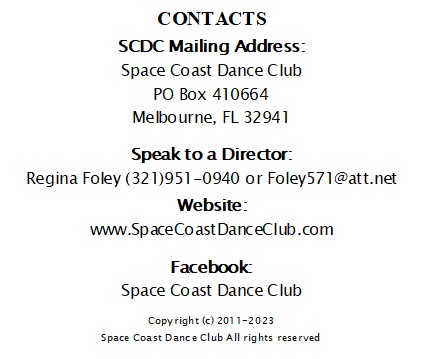 CONTACTS
SCDC Mailing Address:
Space Coast Dance Club
PO Box 410664
Melbourne, FL 32941
Speak to a Director:
Regina Foley (321)951-0940 or Foley571@att.net
Website:
www.SpaceCoastDanceClub.com
Facebook:
Space Coast Dance Club
Copyright (c) 2011-2023
Space Coast Dance Club All rights reserved